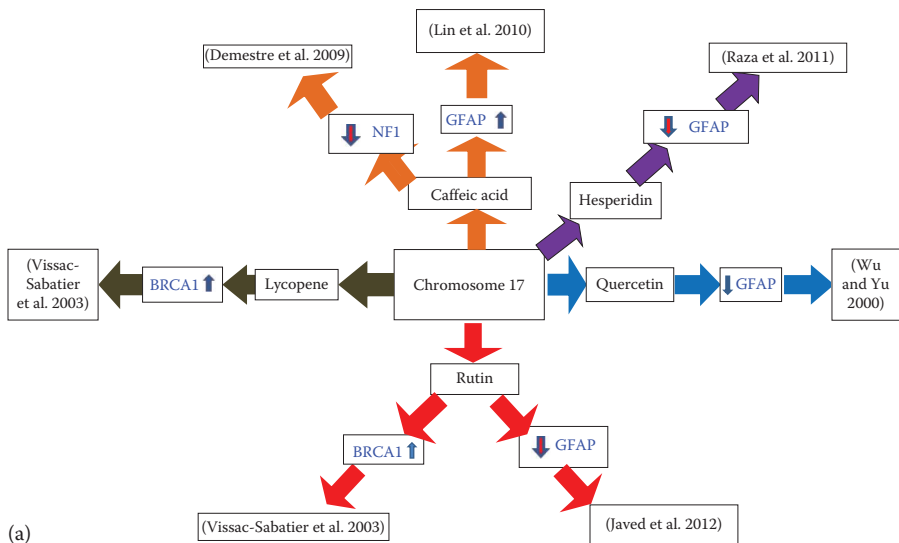 (Lin et al. 2010)
(Demestre et al. 2009)
(Raza et al. 2011)
NF1
GFAP
GFAP
Caffeic acid
Hesperidin
(Vissac-
Sabatier
et al. 2003)
BRCA1
Lycopene
Chromosome 17
Quercetin
GFAP
(Wu
and Yu
2000)
Rutin
BRCA1
GFAP
(Vissac-Sabatier et al. 2003)
(Javed et al. 2012)
(a)